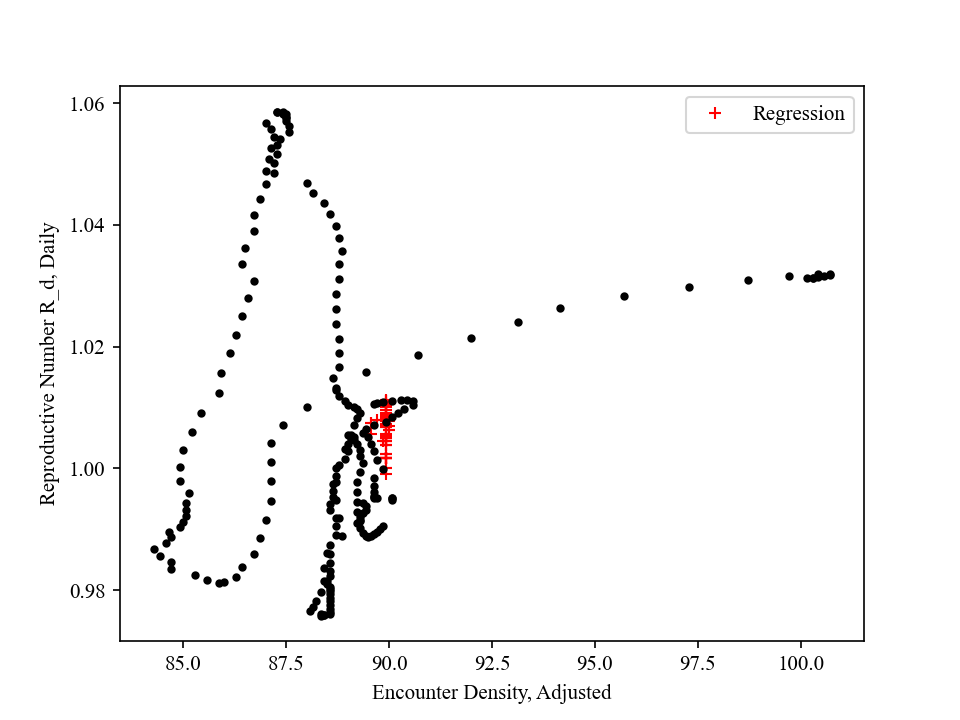 Regression
1.06
1.04
1.02
1.00
0.98
Reproductive Number R_d, Daily
85.0 87.5 90.0 92.5 95.0 97.5 100.0
Encounter Density, Adjusted